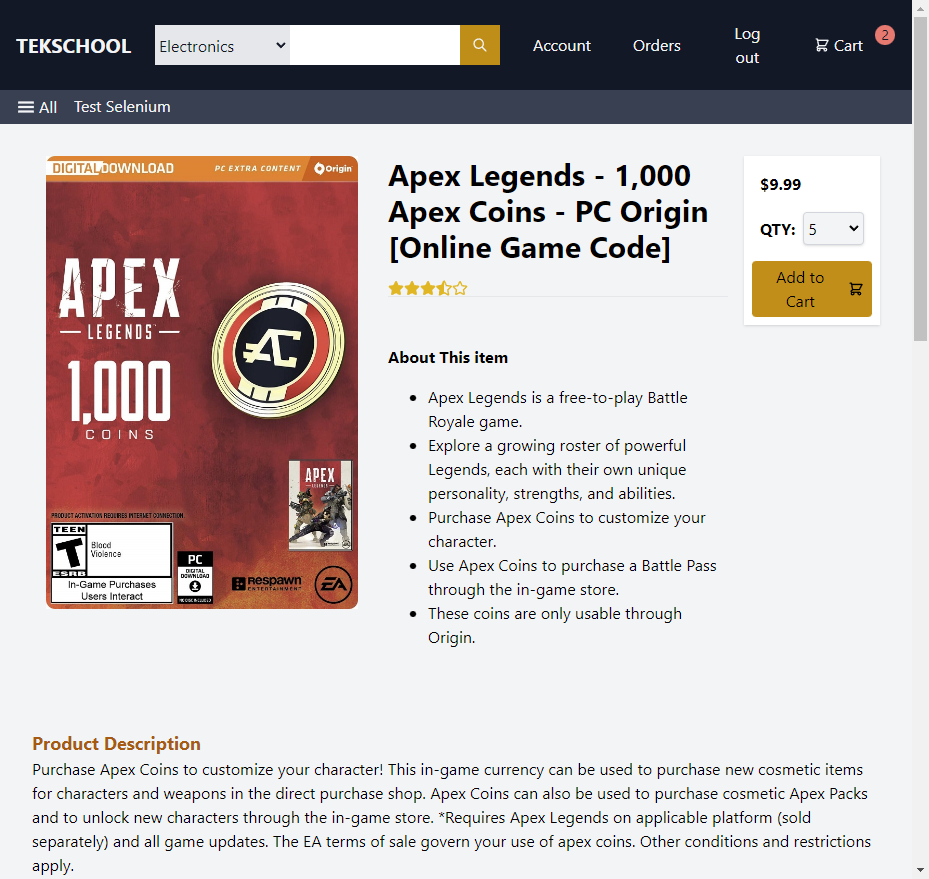 TEKSCHOOL
Electronics
Account
Orders
Log
out
Cart
2
All
Test Selenium
DIGITAL DOWNLOAD
PC EXTRA CONTENT
Origin
APEX
LEGENDS
1,000
COINS
APEX
LEGENDS
PRODUCT ACTIVATION REQUIRES INTERNET CONNECTION
TEEN
T
ESRB
Blood
Violence
In-Game Purchases
Users Interact
PC
DIGITAL
DOWNLOAD
NO DISC INCLUDED
Respawn
ENTERTAINMENT
EA
Apex Legends - 1,000
Apex Coins - PC Origin
[Online Game Code]
About This item
Apex Legends is a free-to-play Battle
Royale game.
Explore a growing roster of powerful
Legends, each with their own unique
personality, strengths, and abilities.
Purchase Apex Coins to customize your
character.
Use Apex Coins to purchase a Battle Pass
through the in-game store.
These coins are only usable through
Origin.
$9.99
QTY: 5
Add to
Cart
Product Description
Purchase Apex Coins to customize your character! This in-game currency can be used to purchase new cosmetic items
for characters and weapons in the direct purchase shop. Apex Coins can also be used to purchase cosmetic Apex Packs
and to unlock new characters through the in-game store. *Requires Apex Legends on applicable platform (sold
separately) and all game updates. The EA terms of sale govern your use of apex coins. Other conditions and restrictions
apply.